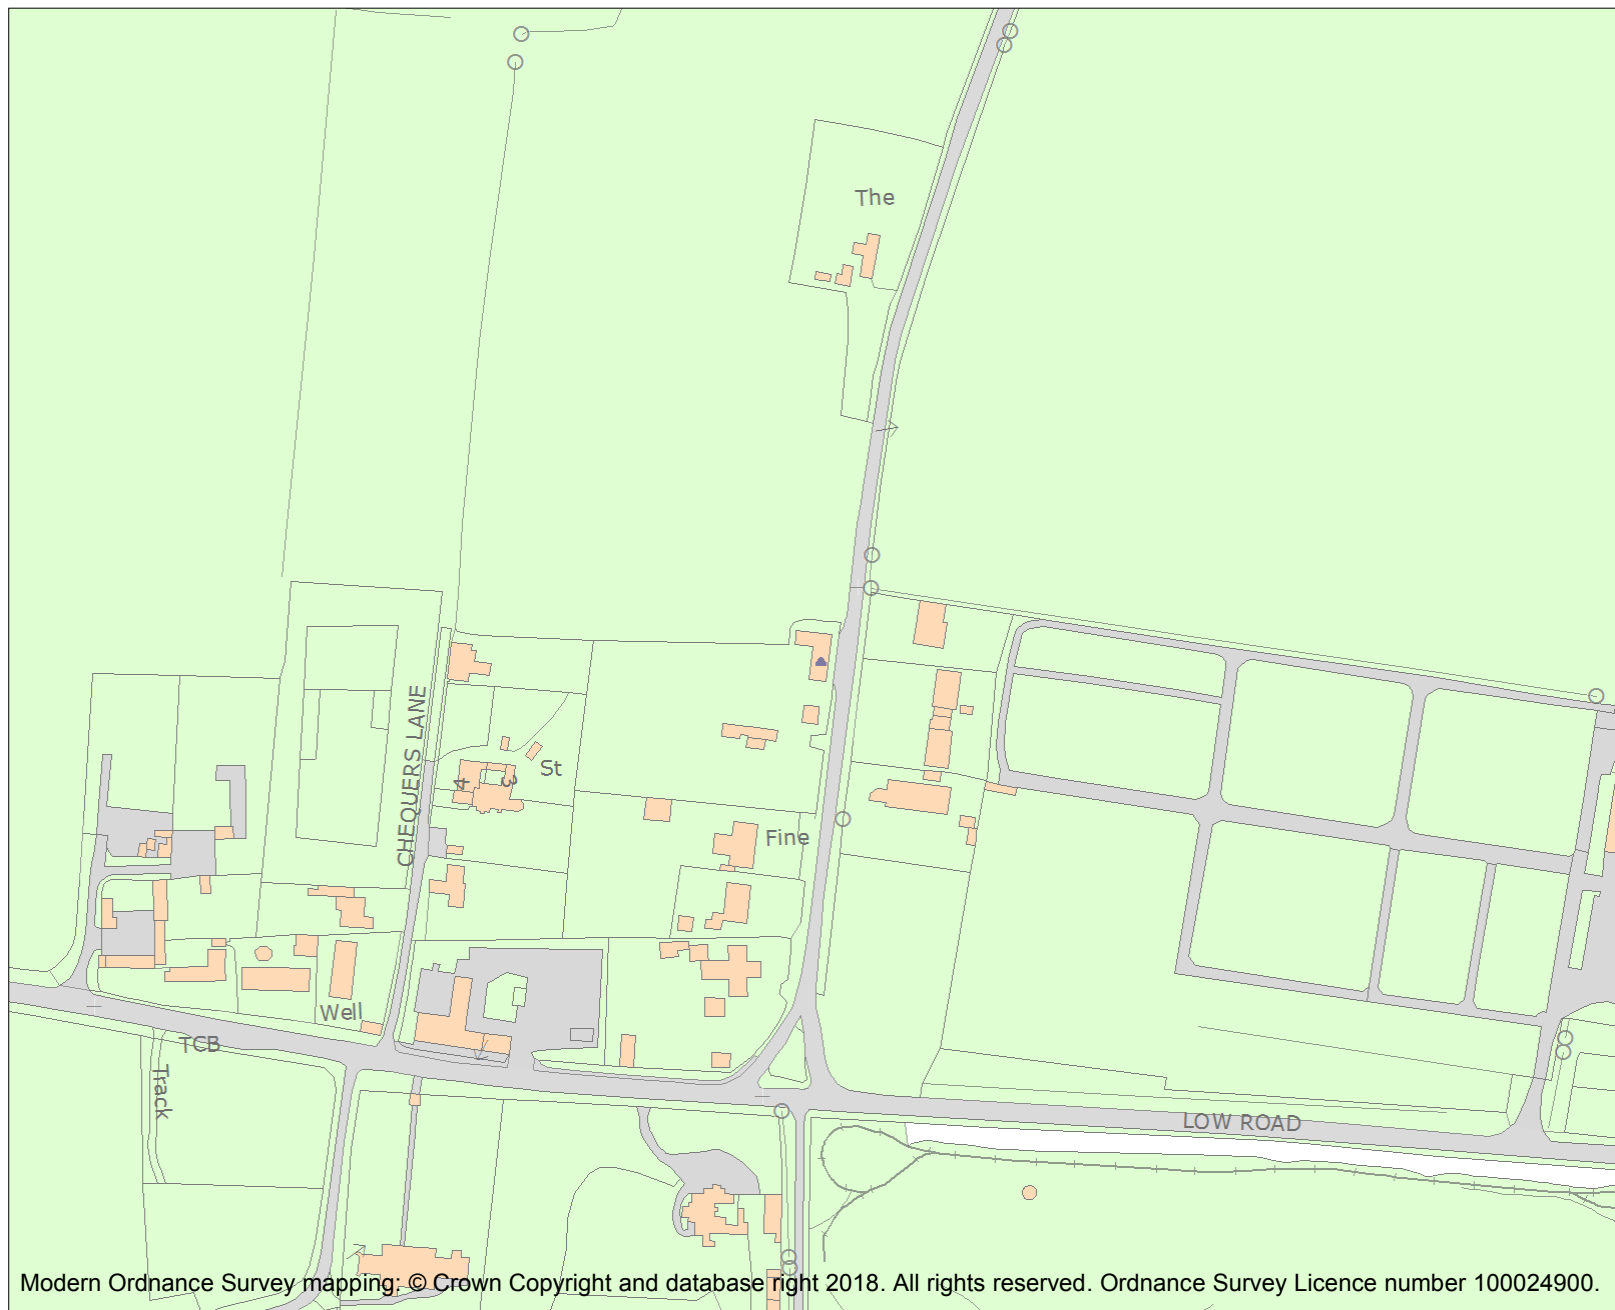 The
CHEQUERS LANE
4
3
St
Fine
Well
TCB
Track
LOW ROAD
Modern Ordnance Survey mapping: © Crown Copyright and database right 2018. All rights reserved. Ordnance Survey Licence number 100024900.